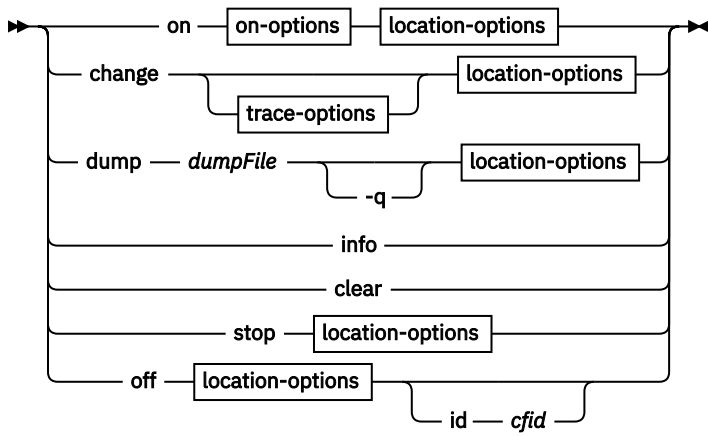 on on-options location-options
change location-options
trace-options
dump dumpFile location-options
-q
info
clear
stop location-options
off location-options
id cfid